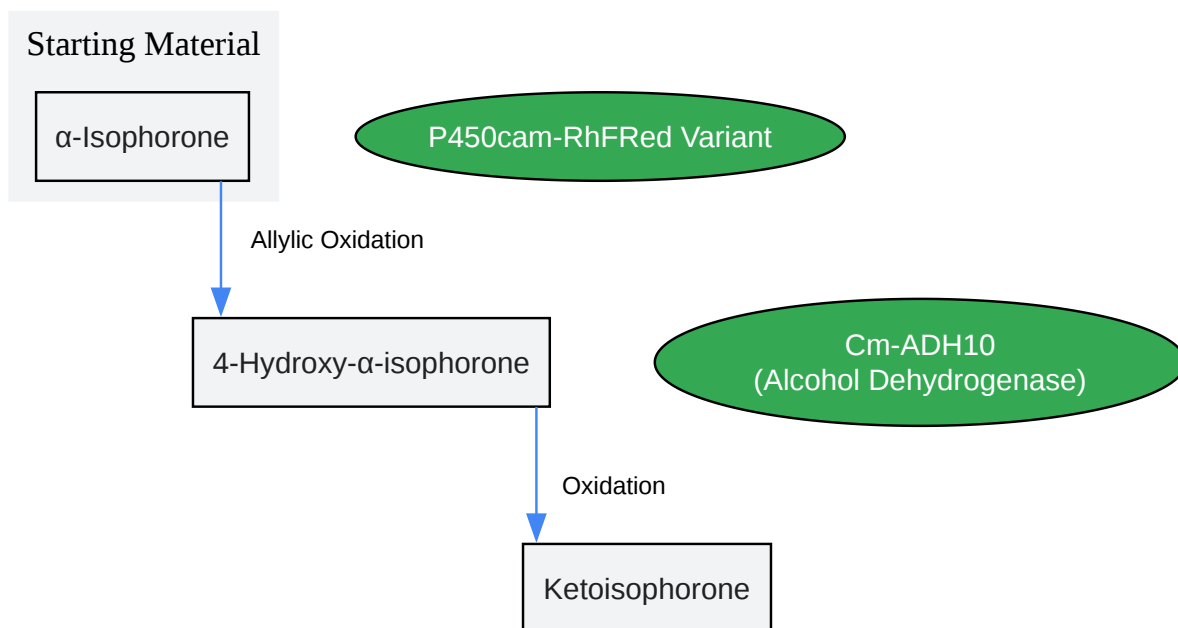 Starting Material
α-Isophorone
P450cam-RhFRed Variant
Allylic Oxidation
4-Hydroxy-α-isophorone
Cm-ADH10
(Alcohol Dehydrogenase)
Oxidation
Ketoisophorone